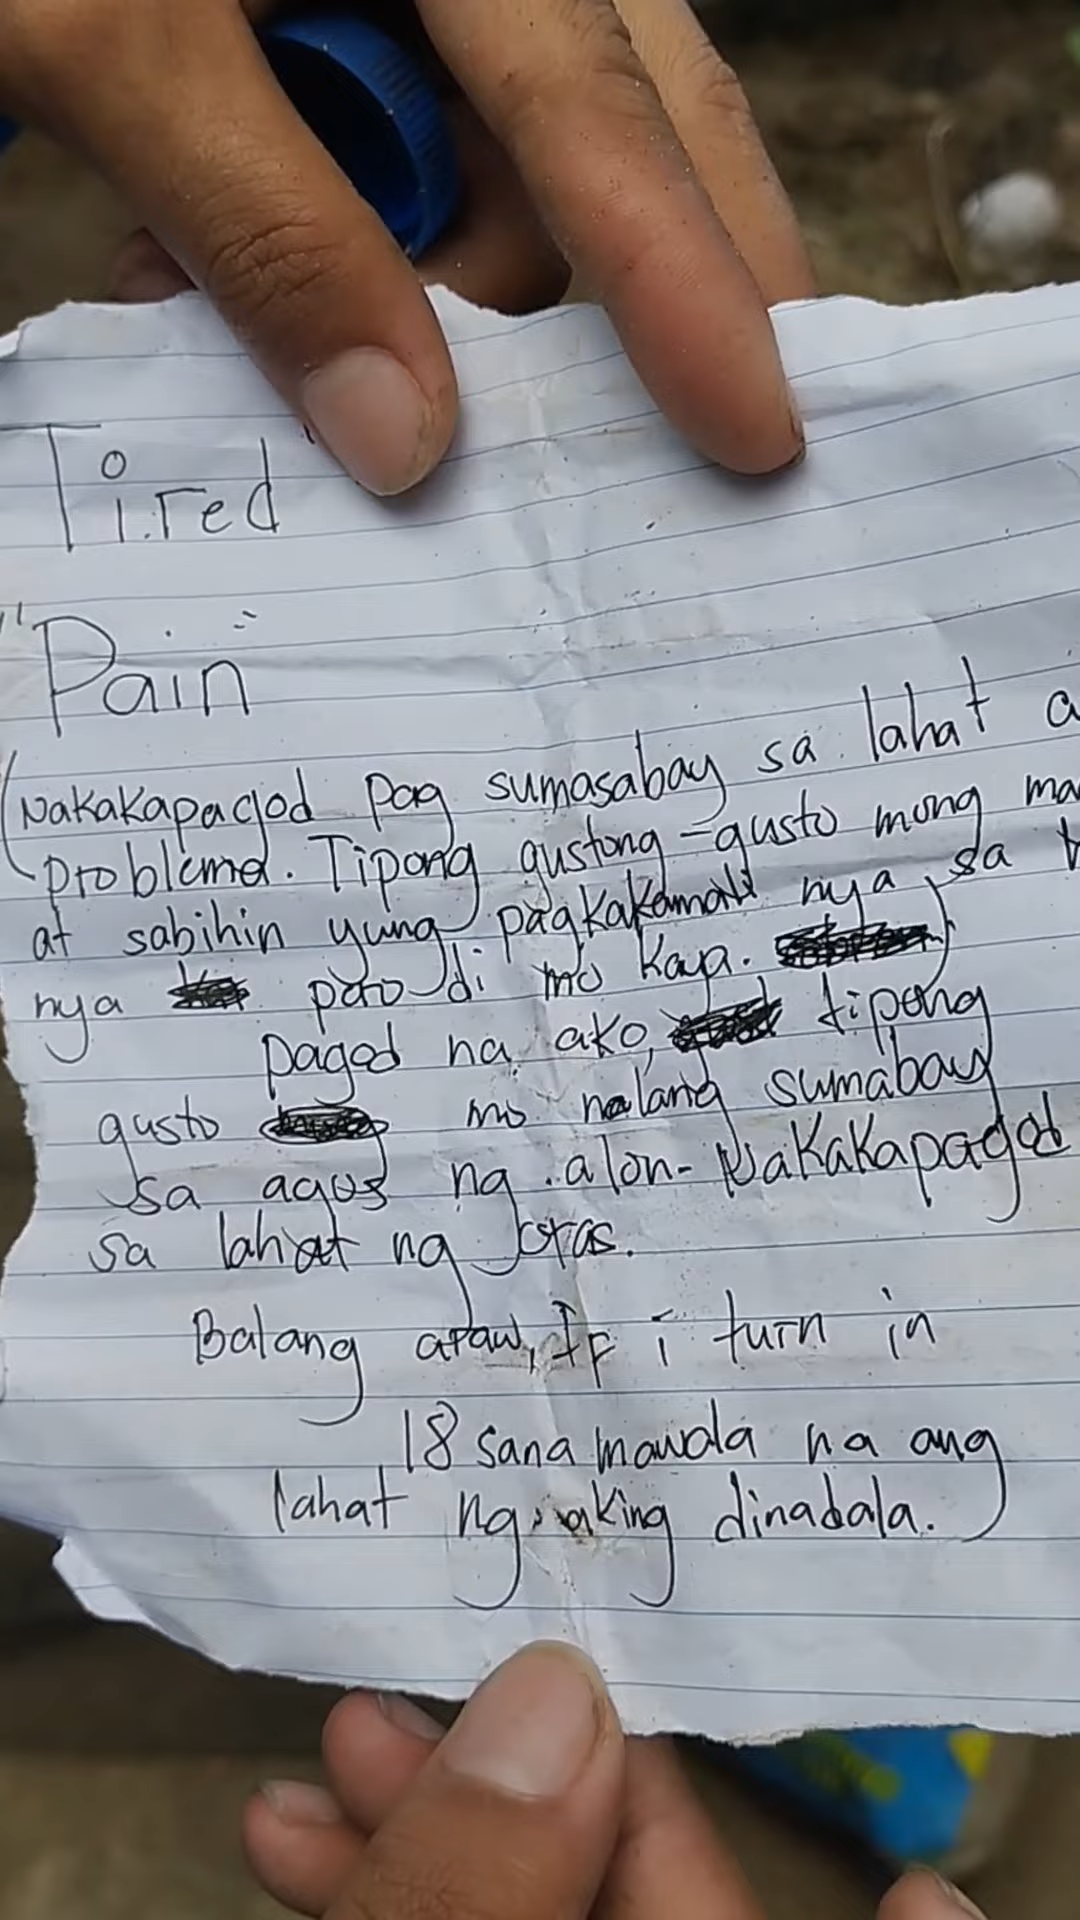 Tired
"Pain"
Nakakapagod pag sumasabay sa lahat
problema. Tipong gustong-gusto mong
at sabihin yung pagkakamali nya sa
nya pero di mo kaya.
pagod na ako, tipong
gusto mo nalang sumabay
sa agos ng alon. Nakakapagod
sa lahat ng oras.
Balang araw, If i turn in
18 sana mawala na ang
lahat ng aking dinadala.